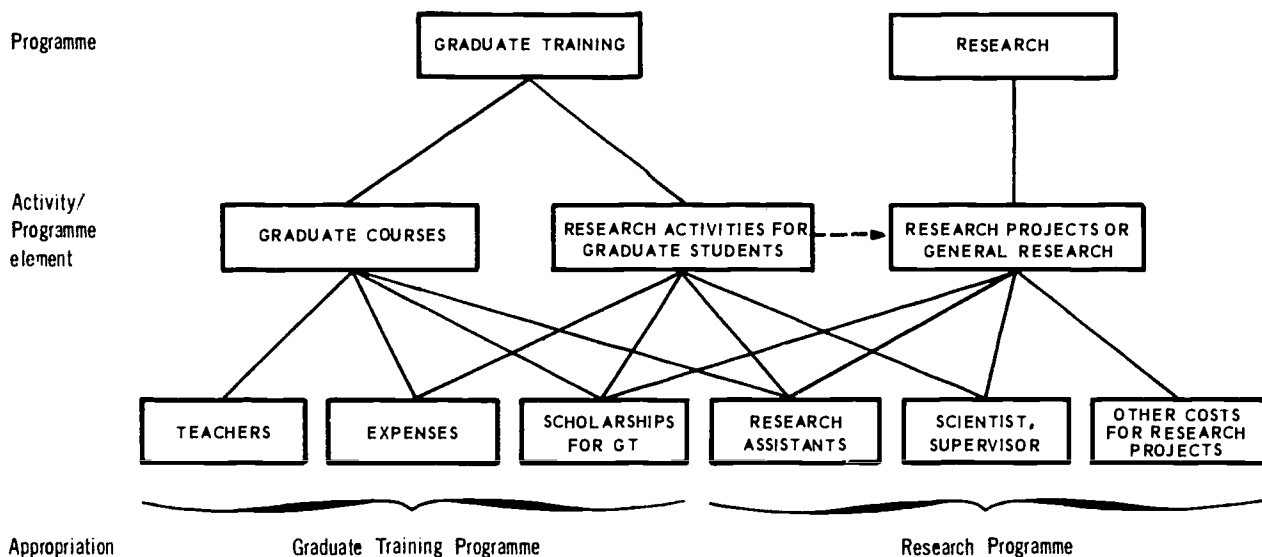 Programme
GRADUATE TRAINING
RESEARCH
Activity/
Programme
element
GRADUATE COURSES
RESEARCH ACTIVITIES FOR
GRADUATE STUDENTS
RESEARCH PROJECTS OR
GENERAL RESEARCH
TEACHERS
EXPENSES
SCHOLARSHIPS
FOR GT
RESEARCH
ASSISTANTS
SCIENTIST,
SUPERVISOR
OTHER COSTS
FOR RESEARCH
PROJECTS
Appropriation
Graduate Training Programme
Research Programme